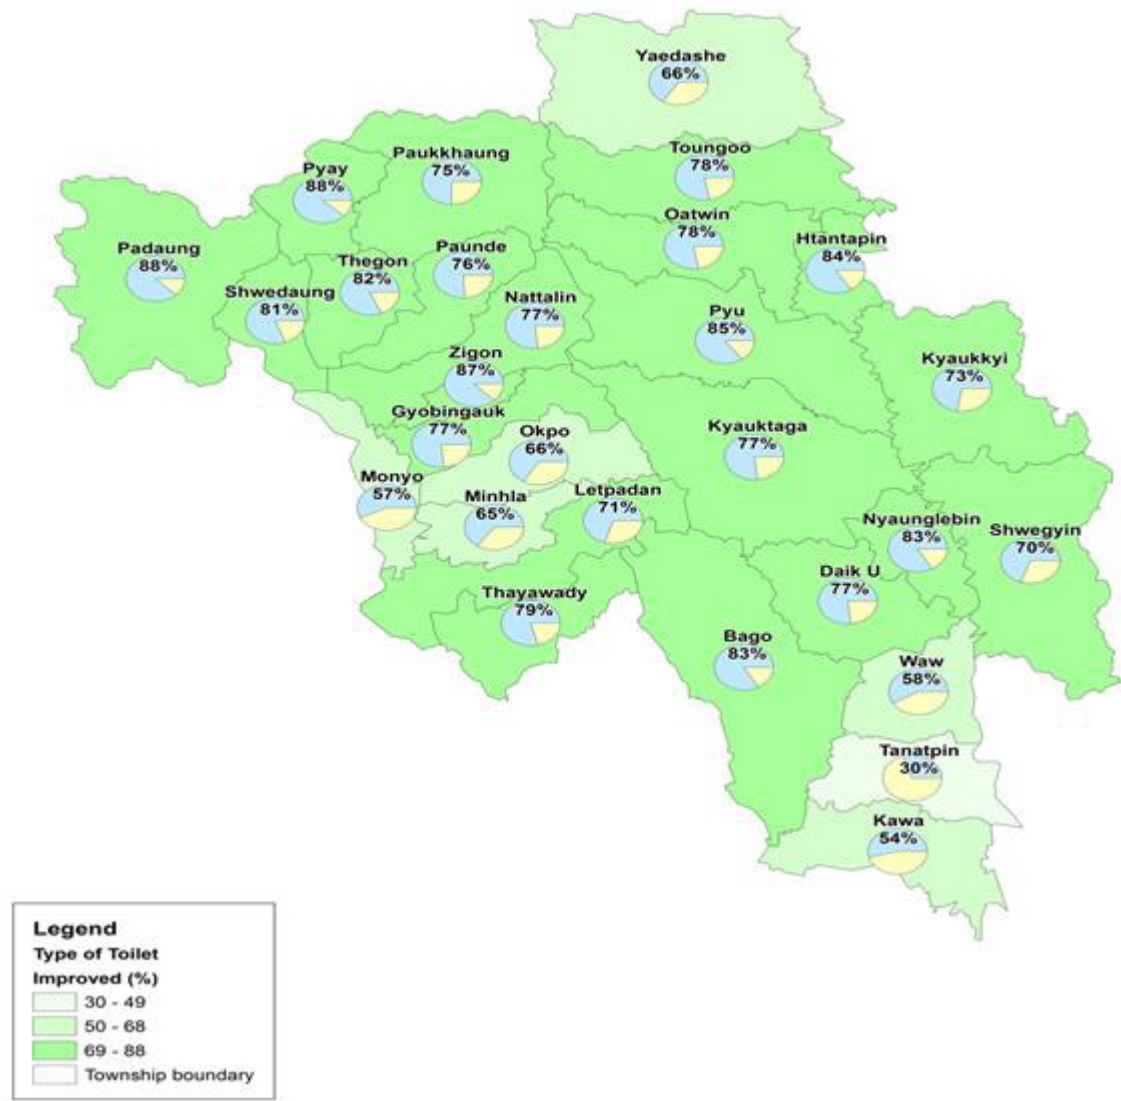 Yaedashe
66%
Paukkhaung
75%
Toungoo
78%
Pyay
88%
Oatwin
78%
Htantapin
84%
Padaung
88%
Thegon
82%
Paunde
76%
Shwedaung
81%
Nattalin
77%
Pyu
85%
Zigon
87%
Kyaukkyi
73%
Gyobingauk
77%
Okpo
66%
Kyauktaga
77%
Monyo
57%
Minhla
65%
Letpadan
71%
Nyaunglebin
83%
Shwegyin
70%
Daik U
77%
Thayawady
79%
Bago
83%
Waw
58%
Tanatpin
30%
Kawa
54%
Legend
Type of Toilet
Improved (%)
30 - 49
50 - 68
69 - 88
Township boundary